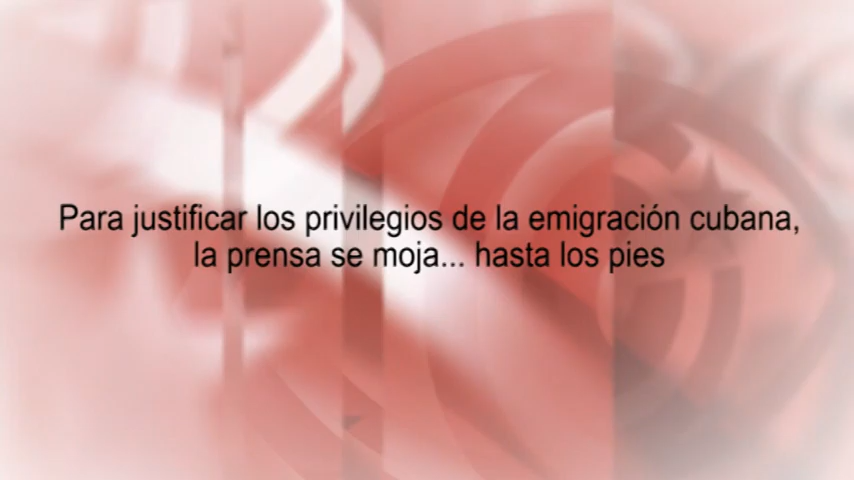 Para justificar los privilegios de la emigración cubana,
la prensa se moja... hasta los pies